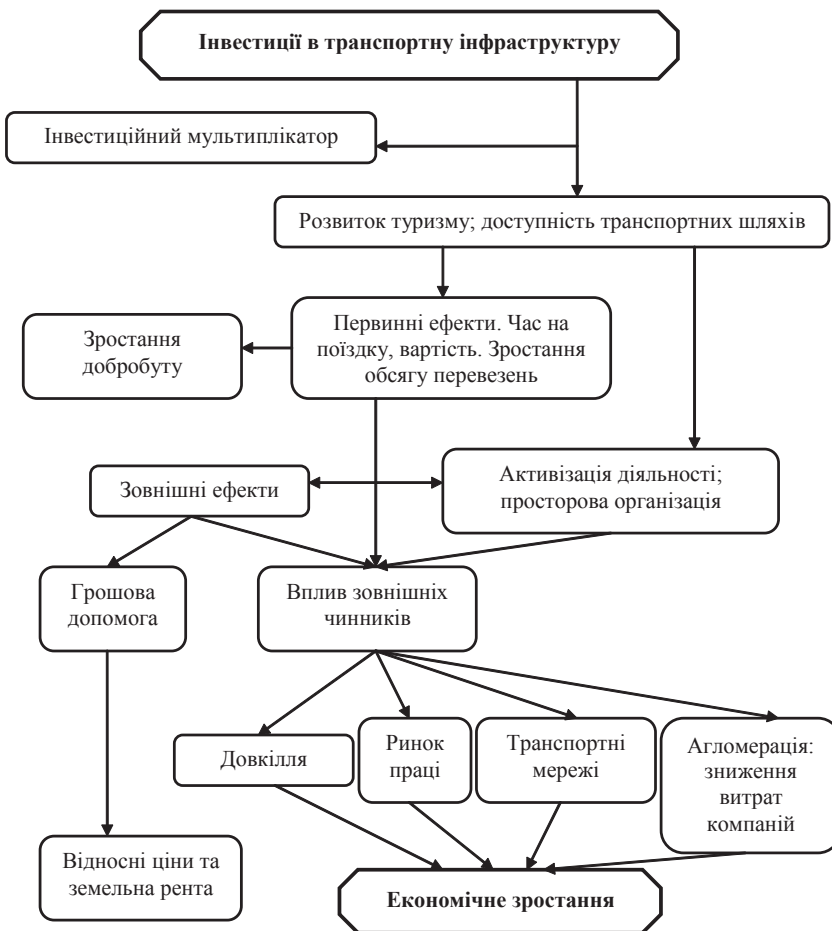 Інвестиції в транспортну інфраструктуру
Інвестиційний мультиплікатор
Розвиток туризму; доступність транспортних шляхів
Зростання
добробуту
Первинні ефекти. Час на
поїздку, вартість. Зростання
обсягу перевезень
Зовнішні ефекти
Активізація діяльності;
просторова організація
Грошова
допомога
Вплив зовнішніх
чинників
Довкілля
Ринок
праці
Транспортні
мережі
Агломерація:
зниження
витрат
компаній
Відносні ціни та
земельна рента
Економічне зростання